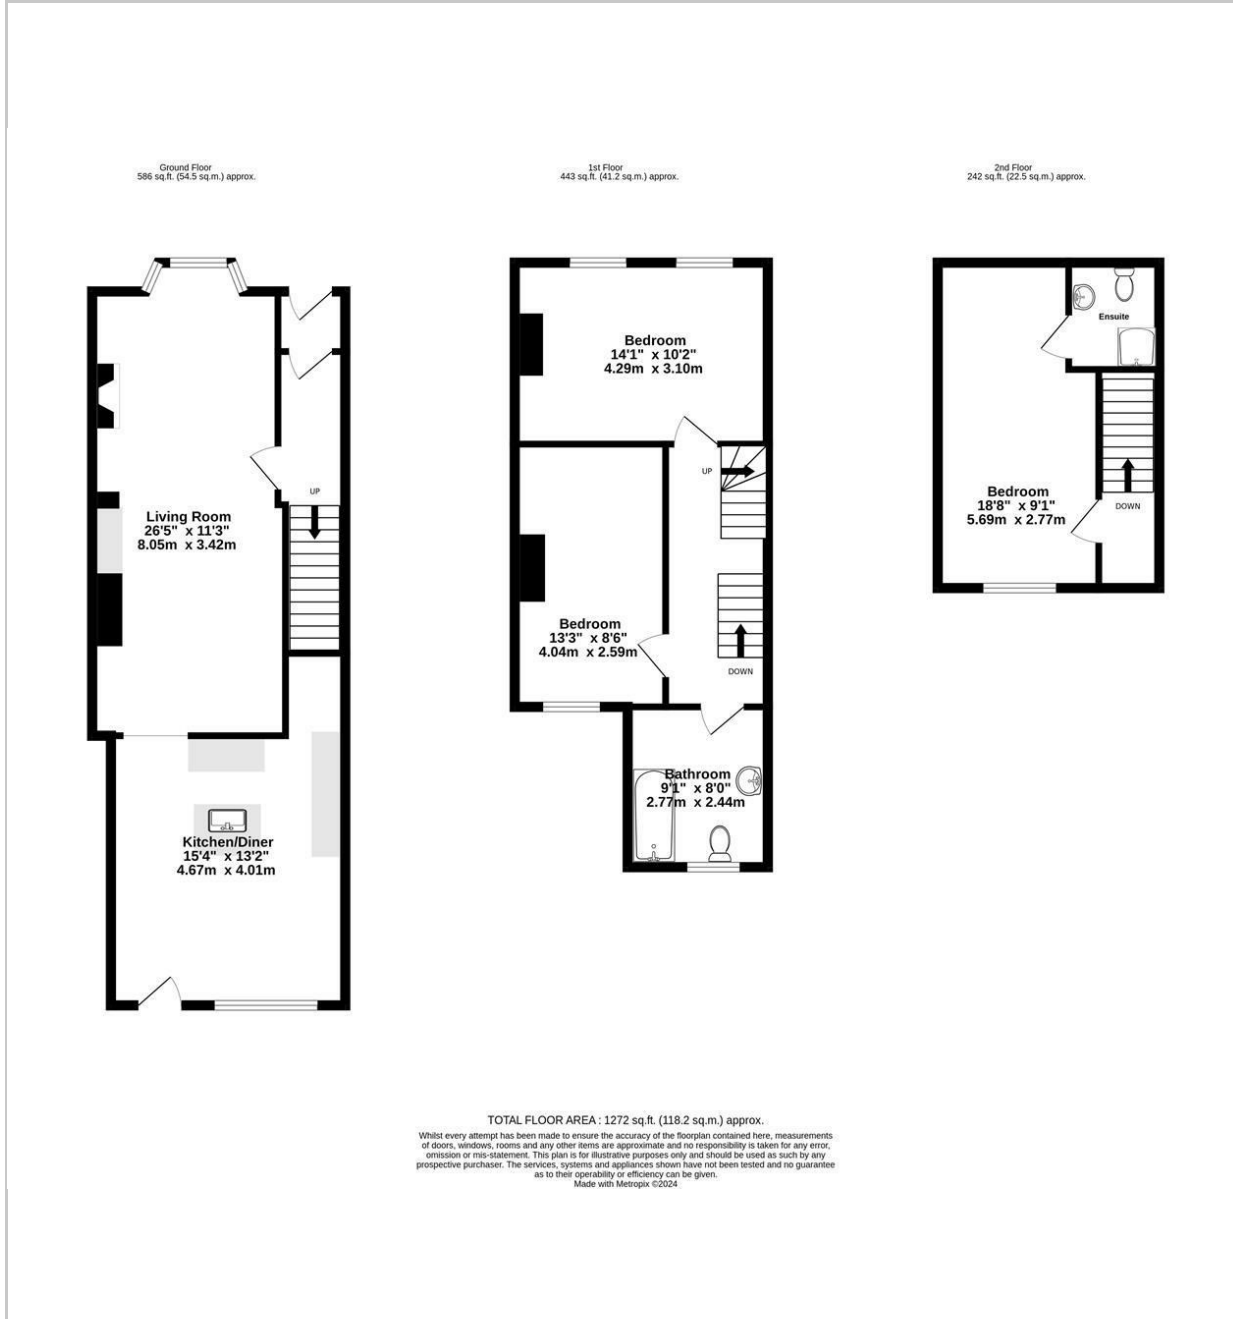 Ground Floor
586 sq.ft. (54.5 sq.m.) approx.
1st Floor
443 sq.ft. (41.2 sq.m.) approx.
2nd Floor
242 sq.ft. (22.5 sq.m.) approx.
Living Room
26'5" x 11'3"
8.05m x 3.42m
UP
Kitchen/Diner
15'4" x 13'2"
4.67m x 4.01m
Bedroom
14'1" x 10'2"
4.29m x 3.10m
UP
Bedroom
13'3" x 8'6"
4.04m x 2.59m
DOWN
Bathroom
9'1" x 8'0"
2.77m x 2.44m
Ensuite
Bedroom
18'8" x 9'1"
5.69m x 2.77m
DOWN
TOTAL FLOOR AREA : 1272 sq.ft. (118.2 sq.m.) approx.
Whilst every attempt has been made to ensure the accuracy of the floorplan contained here, measurements
of doors, windows, rooms and any other items are approximate and no responsibility is taken for any error,
omission or mis-statement. This plan is for illustrative purposes only and should be used as such by any
prospective purchaser. The services, systems and appliances shown have not been tested and no guarantee
as to their operability or efficiency can be given.
Made with Metropix ©2024